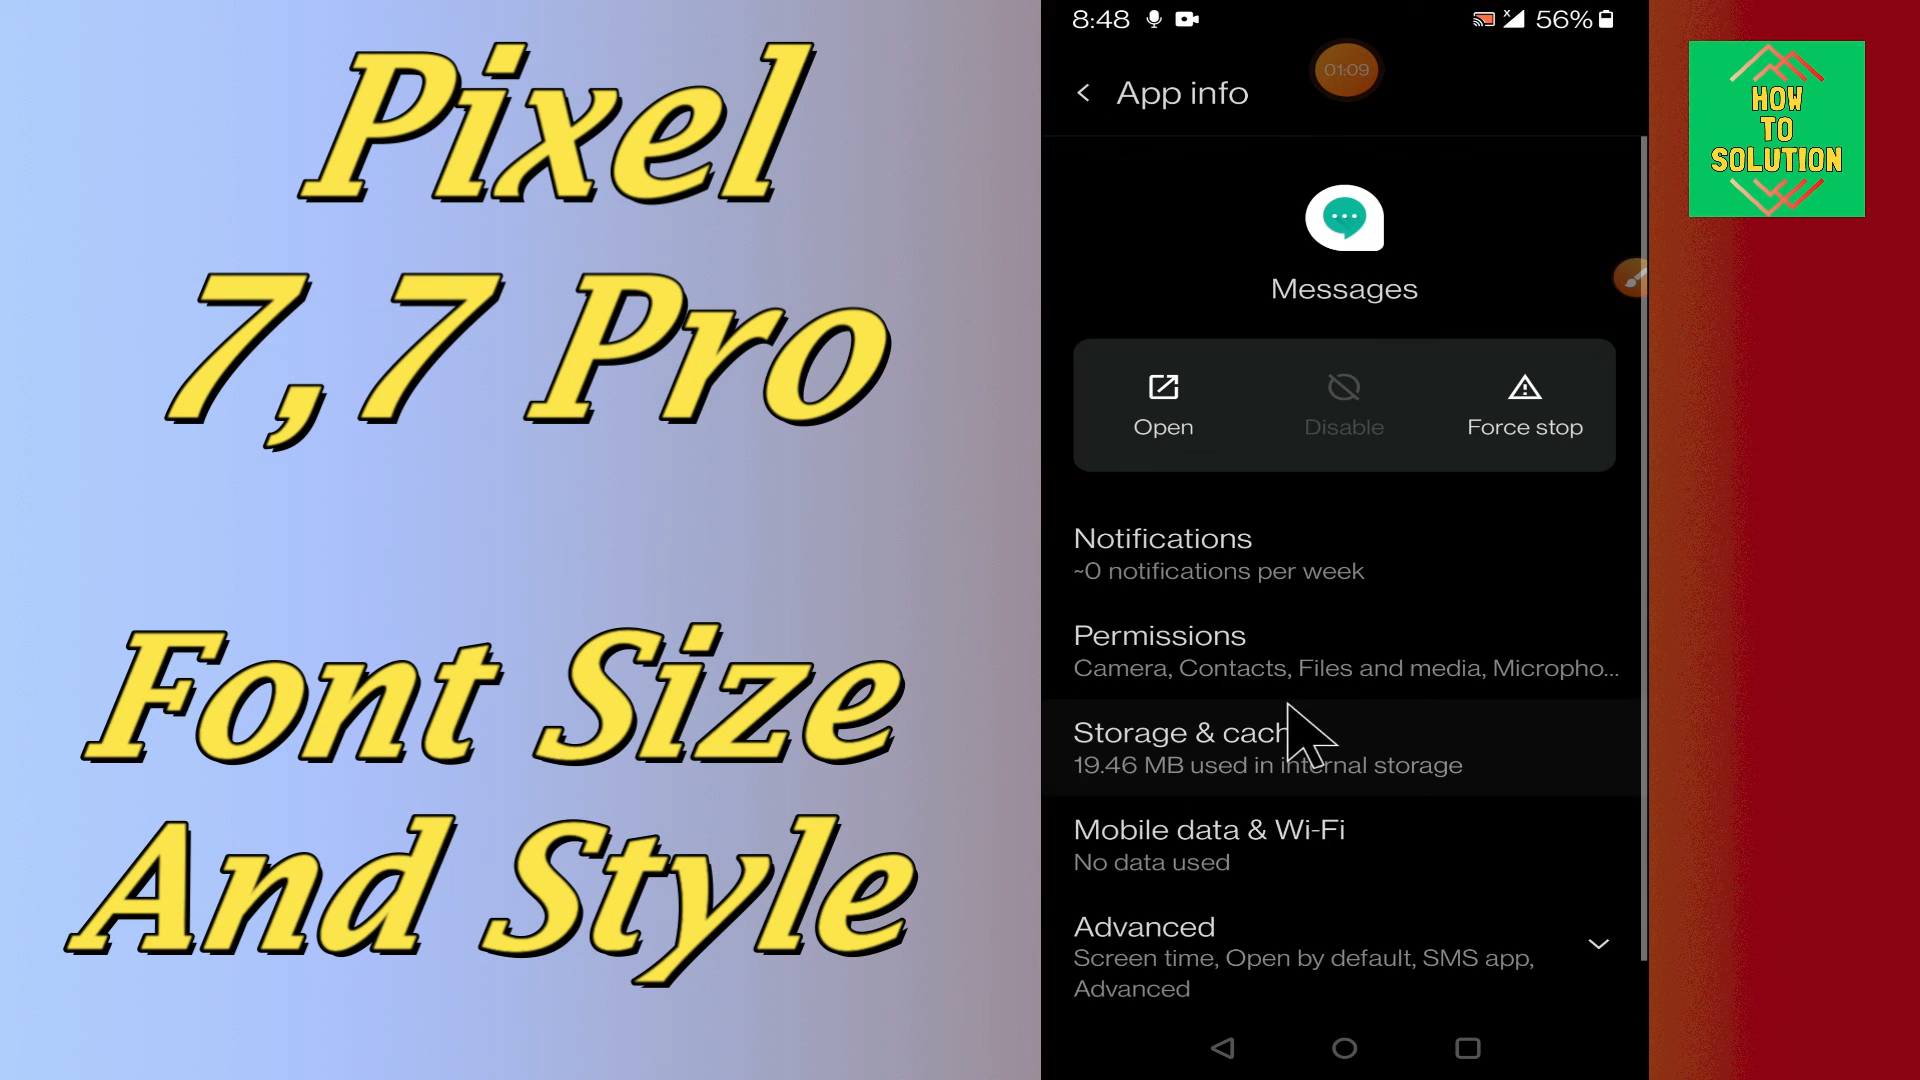 Pixel
7,7 Pro
Font Size
And Style
8:48
56%
01:09
App info
Messages
Open
Disable
Force stop
Notifications
~0 notifications per week
Permissions
Camera, Contacts, Files and media, Micropho...
Storage & cach
19.46 MB used in internal storage
Mobile data & Wi-Fi
No data used
Advanced
Screen time, Open by default, SMS app,
Advanced
HOW
TO
SOLUTION